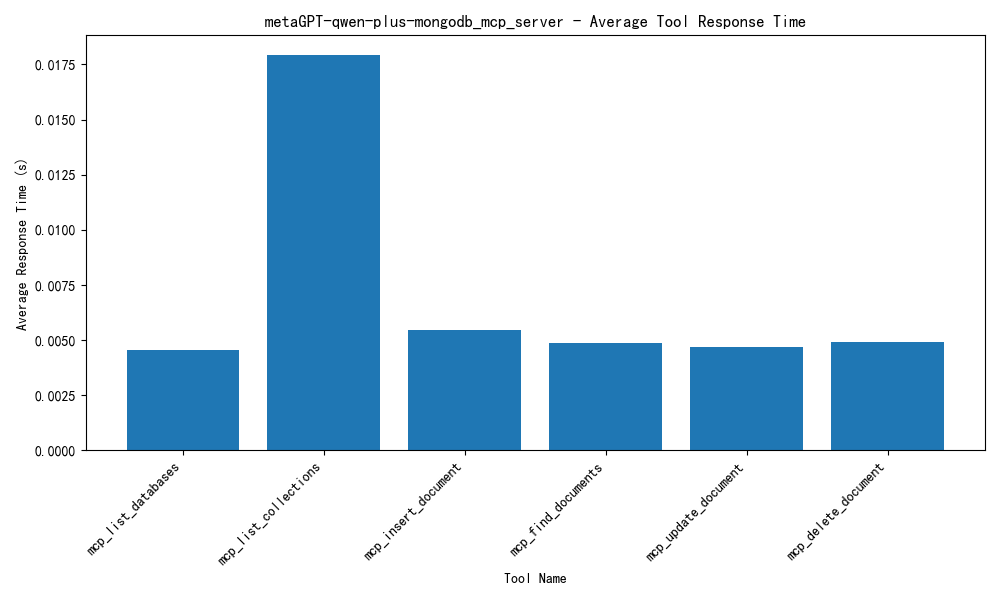 metaGPT-qwen-plus-mongodb_mcp_server - Average Tool Response Time
Average Response Time (s)
0.0175
0.0150
0.0125
0.0100
0.0075
0.0050
0.0025
0.0000
mcp_list_databases
mcp_list_collections
mcp_insert_document
mcp_find_documents
mcp_update_document
mcp_delete_document
Tool Name